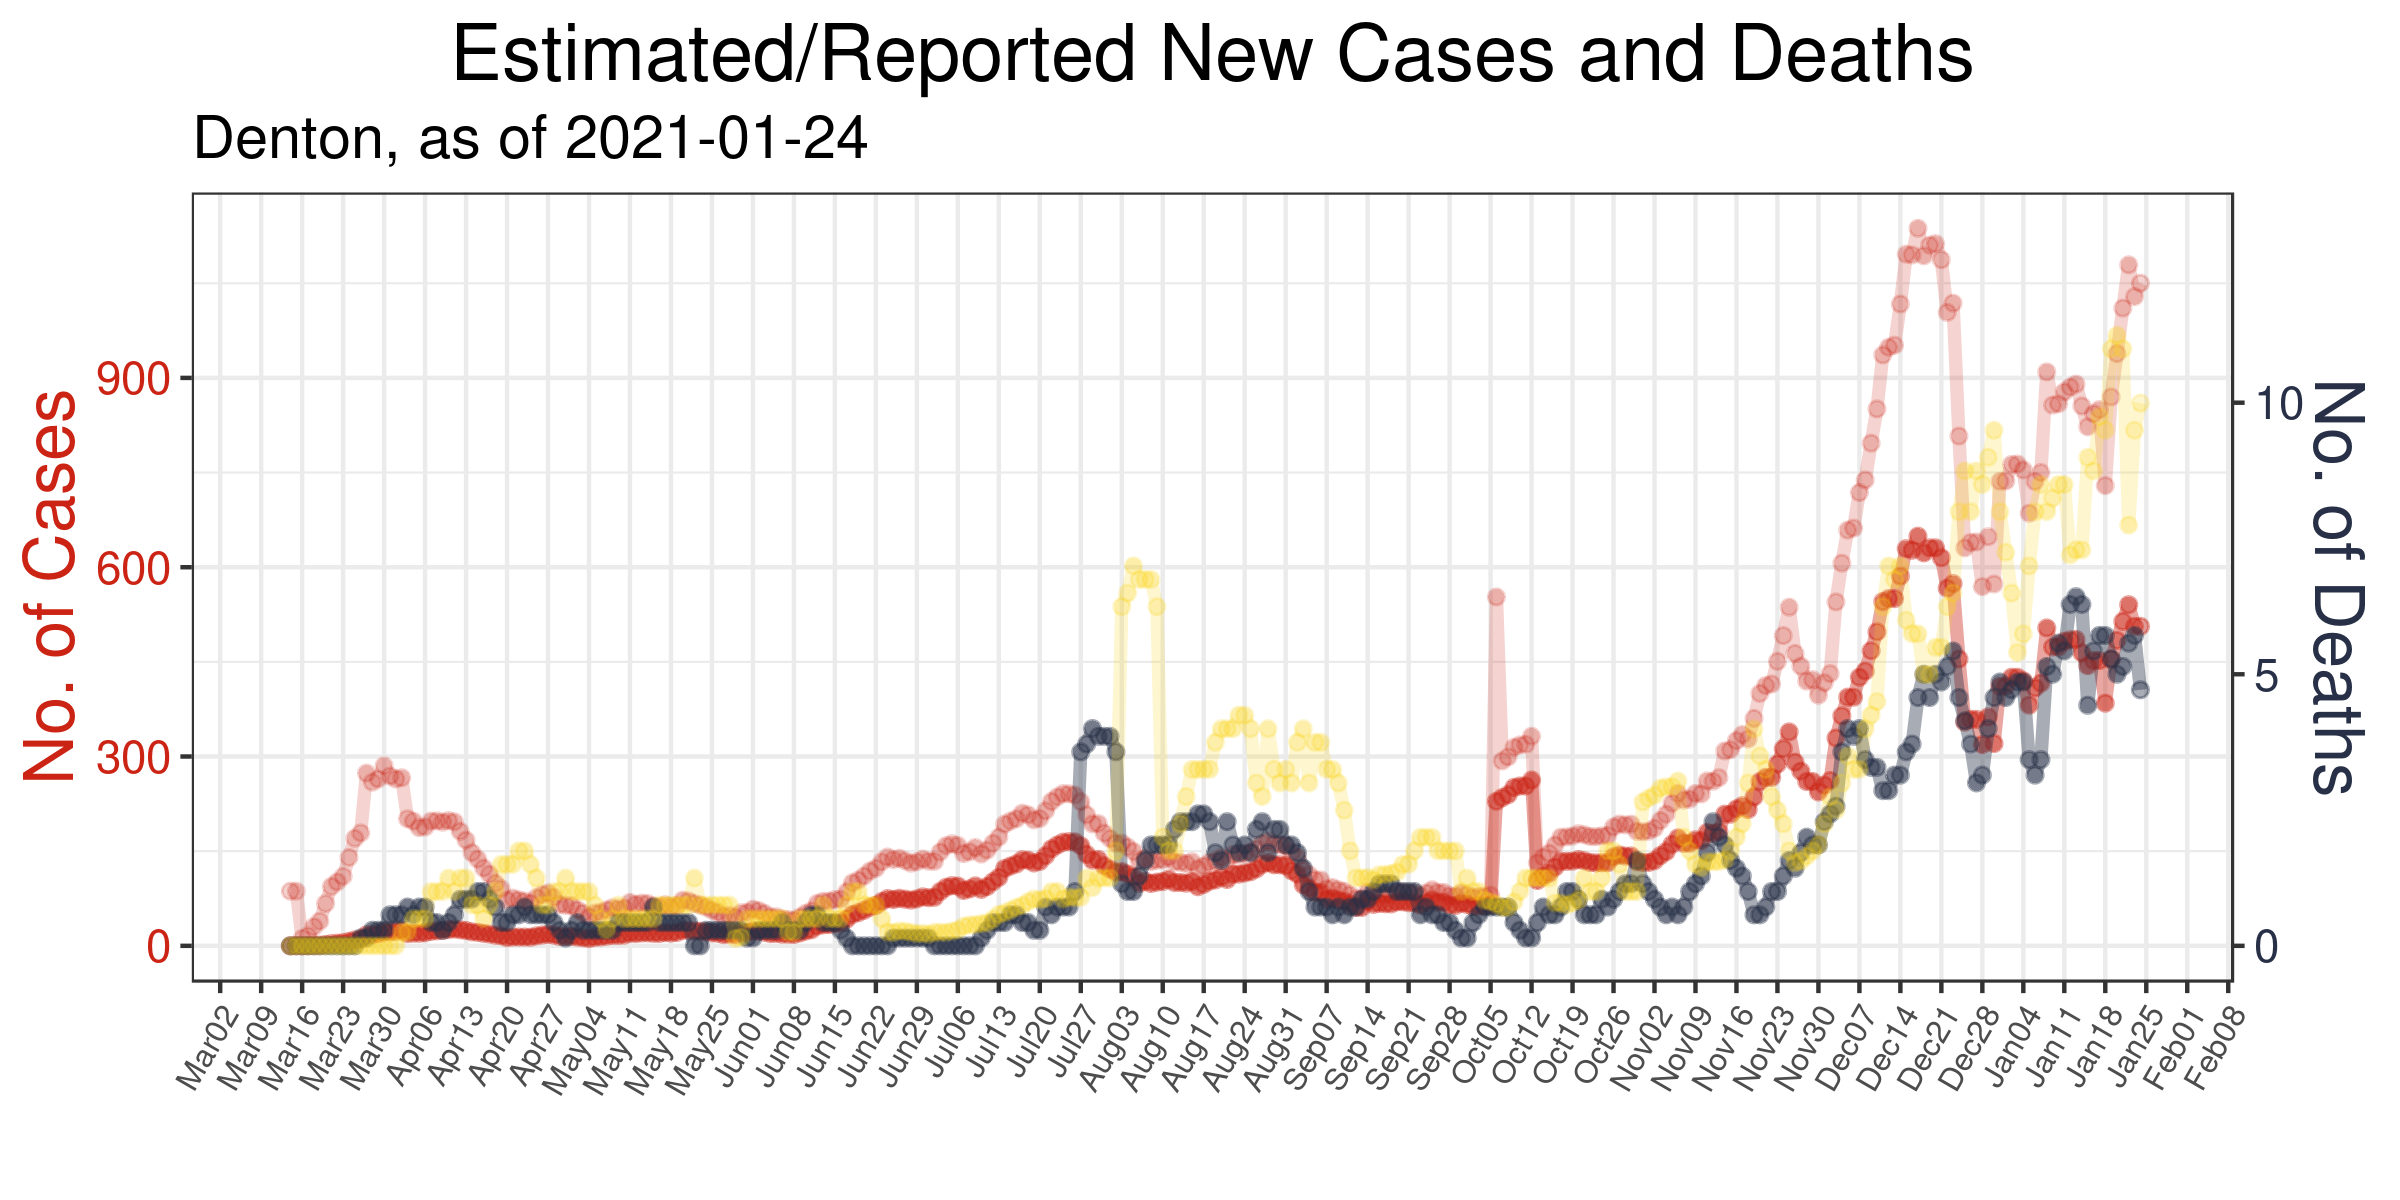 Estimated/Reported New Cases and Deaths
Denton, as of 2021-01-24
No. of Cases
900
600
300
0
10
5
0
No. of Deaths
Mar02 Mar09 Mar16 Mar23 Mar30 Apr06 Apr13 Apr20 Apr27 May04 May11 May18 May25 Jun01 Jun08 Jun15 Jun22 Jun29 Jul06 Jul13 Jul20 Jul27 Aug03 Aug10 Aug17 Aug24 Aug31 Sep07 Sep14 Sep21 Sep28 Oct05 Oct12 Oct19 Oct26 Nov02 Nov09 Nov16 Nov23 Nov30 Dec07 Dec14 Dec21 Dec28 Jan04 Jan11 Jan18 Jan25 Feb01 Feb08